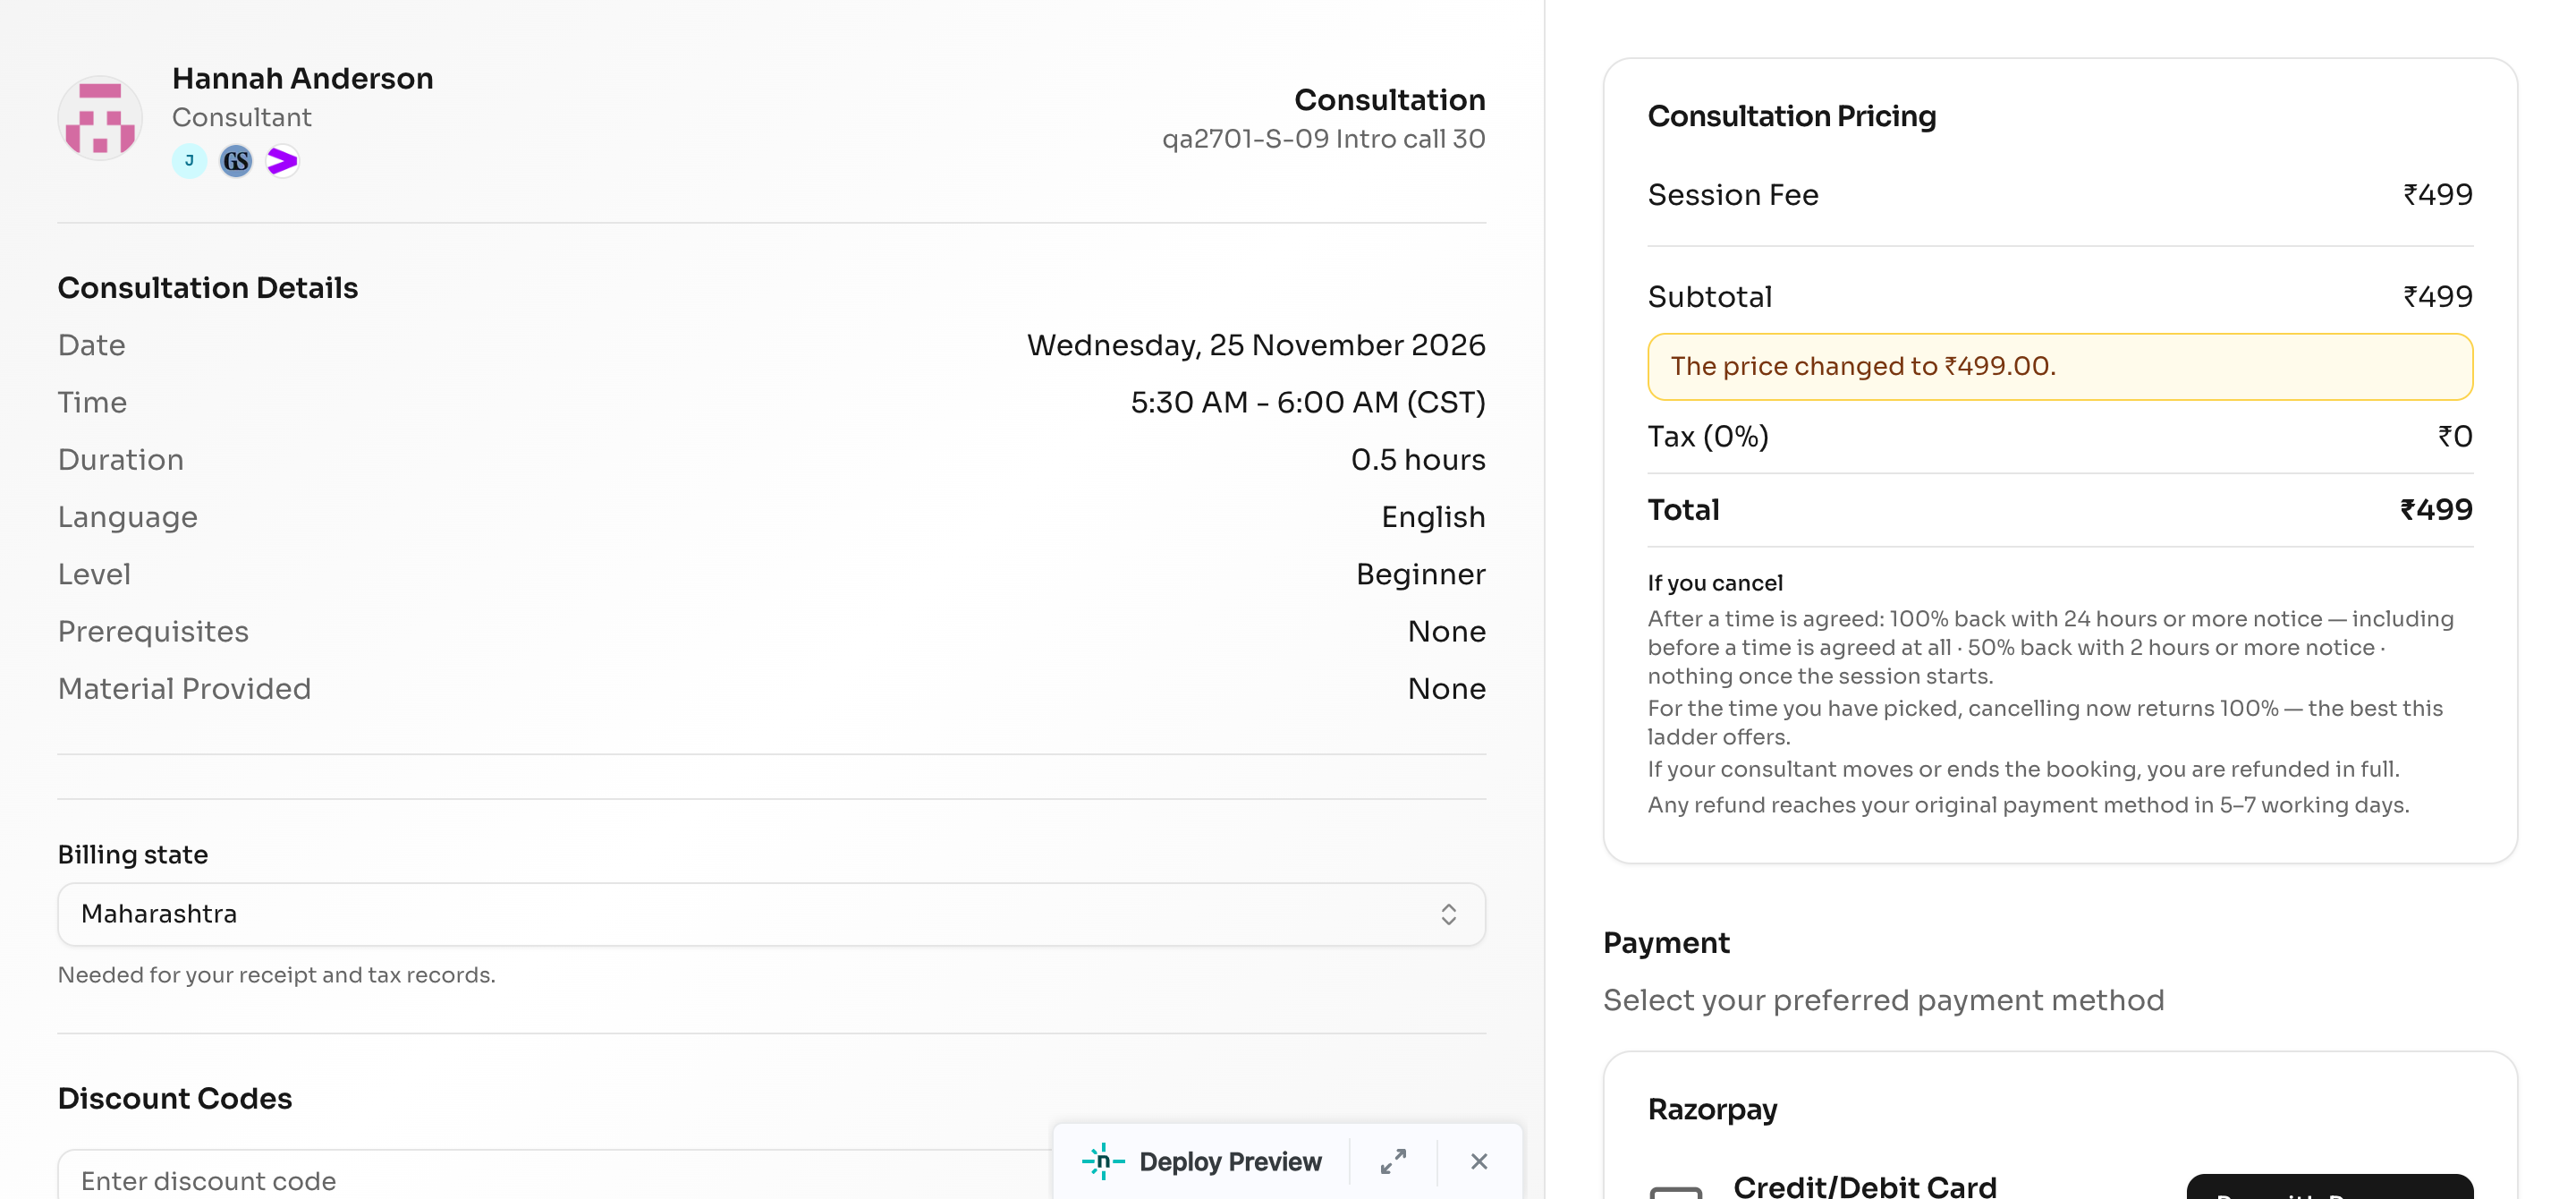 Hannah Anderson
Consultant
J
GS
Consultation
qa2701-S-09 Intro call 30
Consultation Details
Date
Wednesday, 25 November 2026
Time
5:30 AM - 6:00 AM (CST)
Duration
0.5 hours
Language
English
Level
Beginner
Prerequisites
None
Material Provided
None
Billing state
Maharashtra
Needed for your receipt and tax records.
Discount Codes
Enter discount code
Deploy Preview
Consultation Pricing
Session Fee
₹499
Subtotal
₹499
The price changed to ₹499.00.
Tax (0%)
₹0
Total
₹499
If you cancel
After a time is agreed: 100% back with 24 hours or more notice — including
before a time is agreed at all · 50% back with 2 hours or more notice ·
nothing once the session starts.
For the time you have picked, cancelling now returns 100% — the best this
ladder offers.
If your consultant moves or ends the booking, you are refunded in full.
Any refund reaches your original payment method in 5–7 working days.
Payment
Select your preferred payment method
Razorpay
Credit/Debit Card